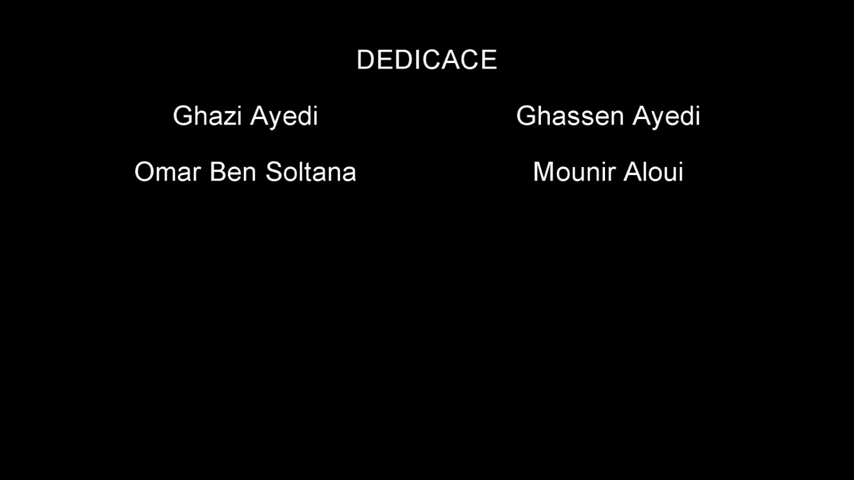 DEDICACE
Ghazi Ayedi Ghassen Ayedi
Omar Ben Soltana Mounir Aloui